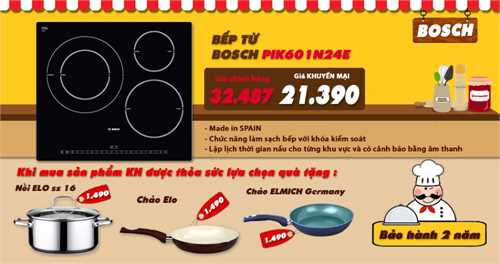 BOSCH
BẾP TỪ
BOSCH PIK601N24E
Giá chính hãng
32.487
Giá KHUYẾN MẠI
21.390
- Made in SPAIN
- Chức năng làm sạch bếp với khóa kiểm soát
- Lập lịch thời gian nấu cho từng khu vực và có cảnh báo bằng âm thanh
BOSCH
Khi mua sản phẩm KH được thỏa sức lựa chọn quà tặng :
Nồi ELO sz 16
1.490
Chảo Elo
1.490
Chảo ELMICH Germany
1.490
Bảo hành 2 năm